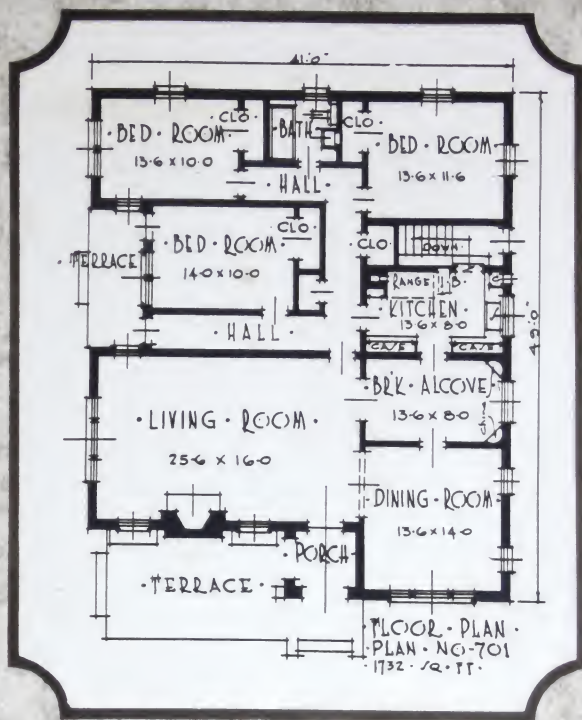 41'-0"
BED·ROOM·
13-6 X 10-0
·CLO·
·BATH·
·CLO·
BED·ROOM
13-6 X 11-6
·HALL·
·TERRACE·
·BED·ROOM·
14-0 X 10-0
·CLO·
·CLO·
DOWN
RANGE
·KITCHEN·
13-6 X 8-0
CASE
CASE
49'-0"
·HALL·
·LIVING·ROOM·
25-6 X 16-0
BRK·ALCOVE
13-6 X 8-0
china
DINING·ROOM
13-6 X 14-0
·PORCH
·TERRACE·
·FLOOR·PLAN·
·PLAN·NO-701
·1732·SQ·FT·